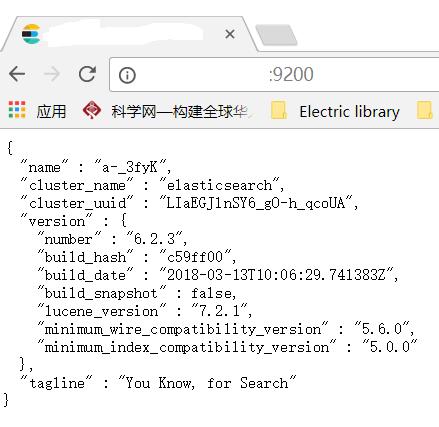 :9200
应用
科学网—构建全球华
Electric library
{
"name" : "a-_3fyK",
"cluster_name" : "elasticsearch",
"cluster_uuid" : "LIaEGJlnSY6_gO-h_qcoUA",
"version" : {
"number" : "6.2.3",
"build_hash" : "c59ff00",
"build_date" : "2018-03-13T10:06:29.741383Z",
"build_snapshot" : false,
"lucene_version" : "7.2.1",
"minimum_wire_compatibility_version" : "5.6.0",
"minimum_index_compatibility_version" : "5.0.0"
},
"tagline" : "You Know, for Search"
}